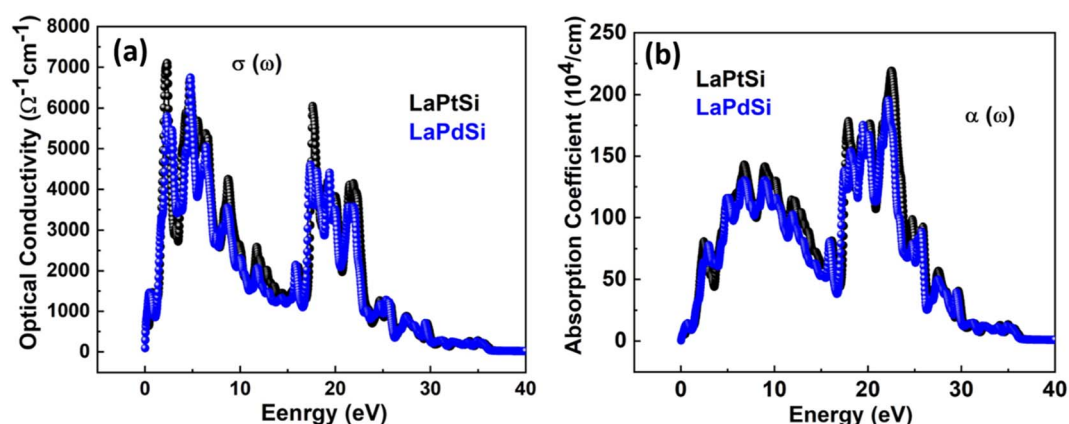 (a)
σ (ω)
LaPtSi
LaPdSi
8000
7000
6000
5000
4000
3000
2000
1000
0
Optical Conductivity (Ω⁻¹cm⁻¹)
0 10 20 30 40
Eenrgy (eV)
(b)
LaPtSi
LaPdSi
α (ω)
250
200
150
100
50
0
Absorption Coefficient (10⁴/cm)
0 10 20 30 40
Energy (eV)